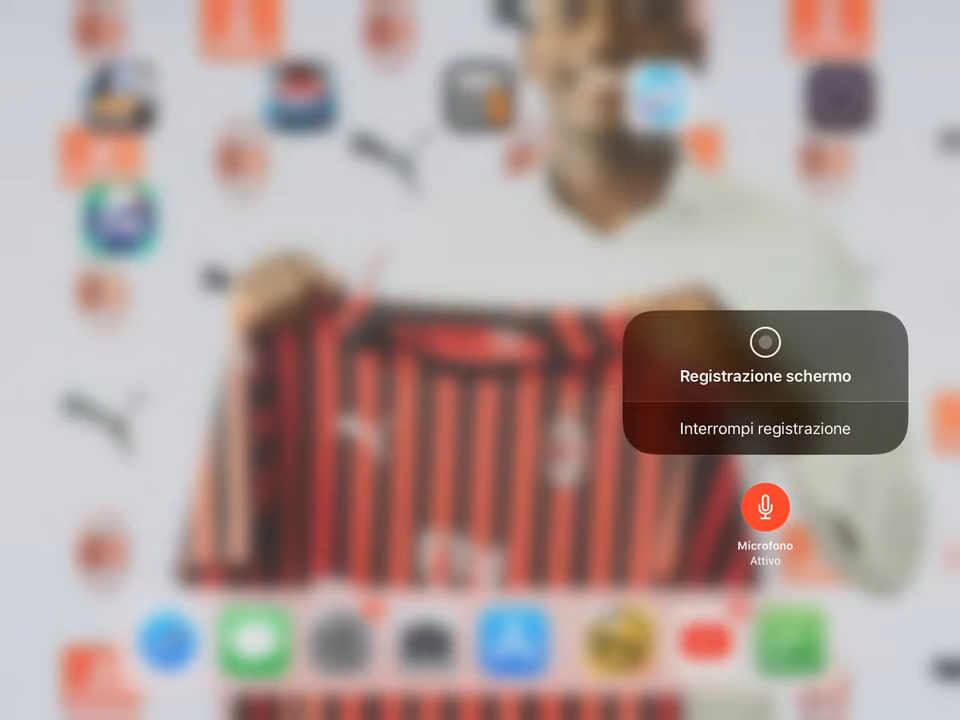 Registrazione schermo
Interrompi registrazione
Microfono
Attivo